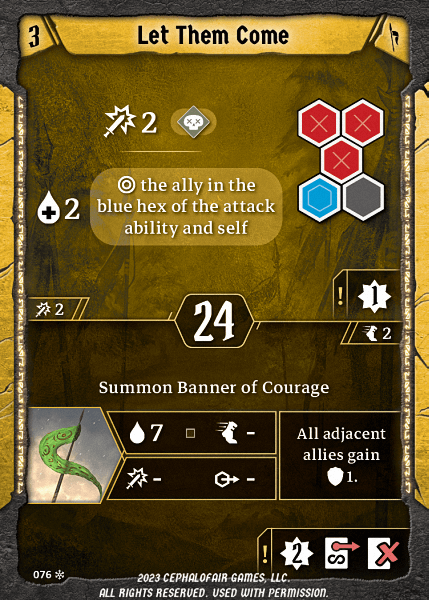 3
Let Them Come
2
2
the ally in the
blue hex of the attack
ability and self
! 1
2
24
2
Summon Banner of Courage
7
-
-
-
All adjacent
allies gain
1.
! 2
S
076
2023 CEPHALOFAIR GAMES, LLC.
ALL RIGHTS RESERVED. USED WITH PERMISSION.